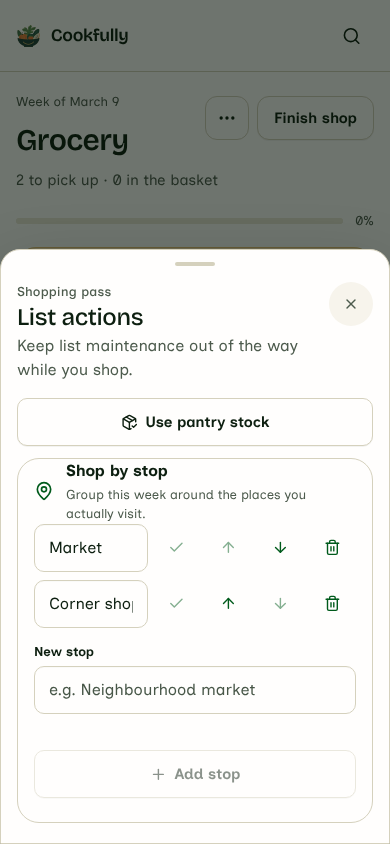 Cookfully
Week of March 9
Grocery
Finish shop
2 to pick up · 0 in the basket
0%
Shopping pass
List actions
Keep list maintenance out of the way
while you shop.
Use pantry stock
Shop by stop
Group this week around the places you
actually visit.
Market
Corner shop
New stop
e.g. Neighbourhood market
Add stop